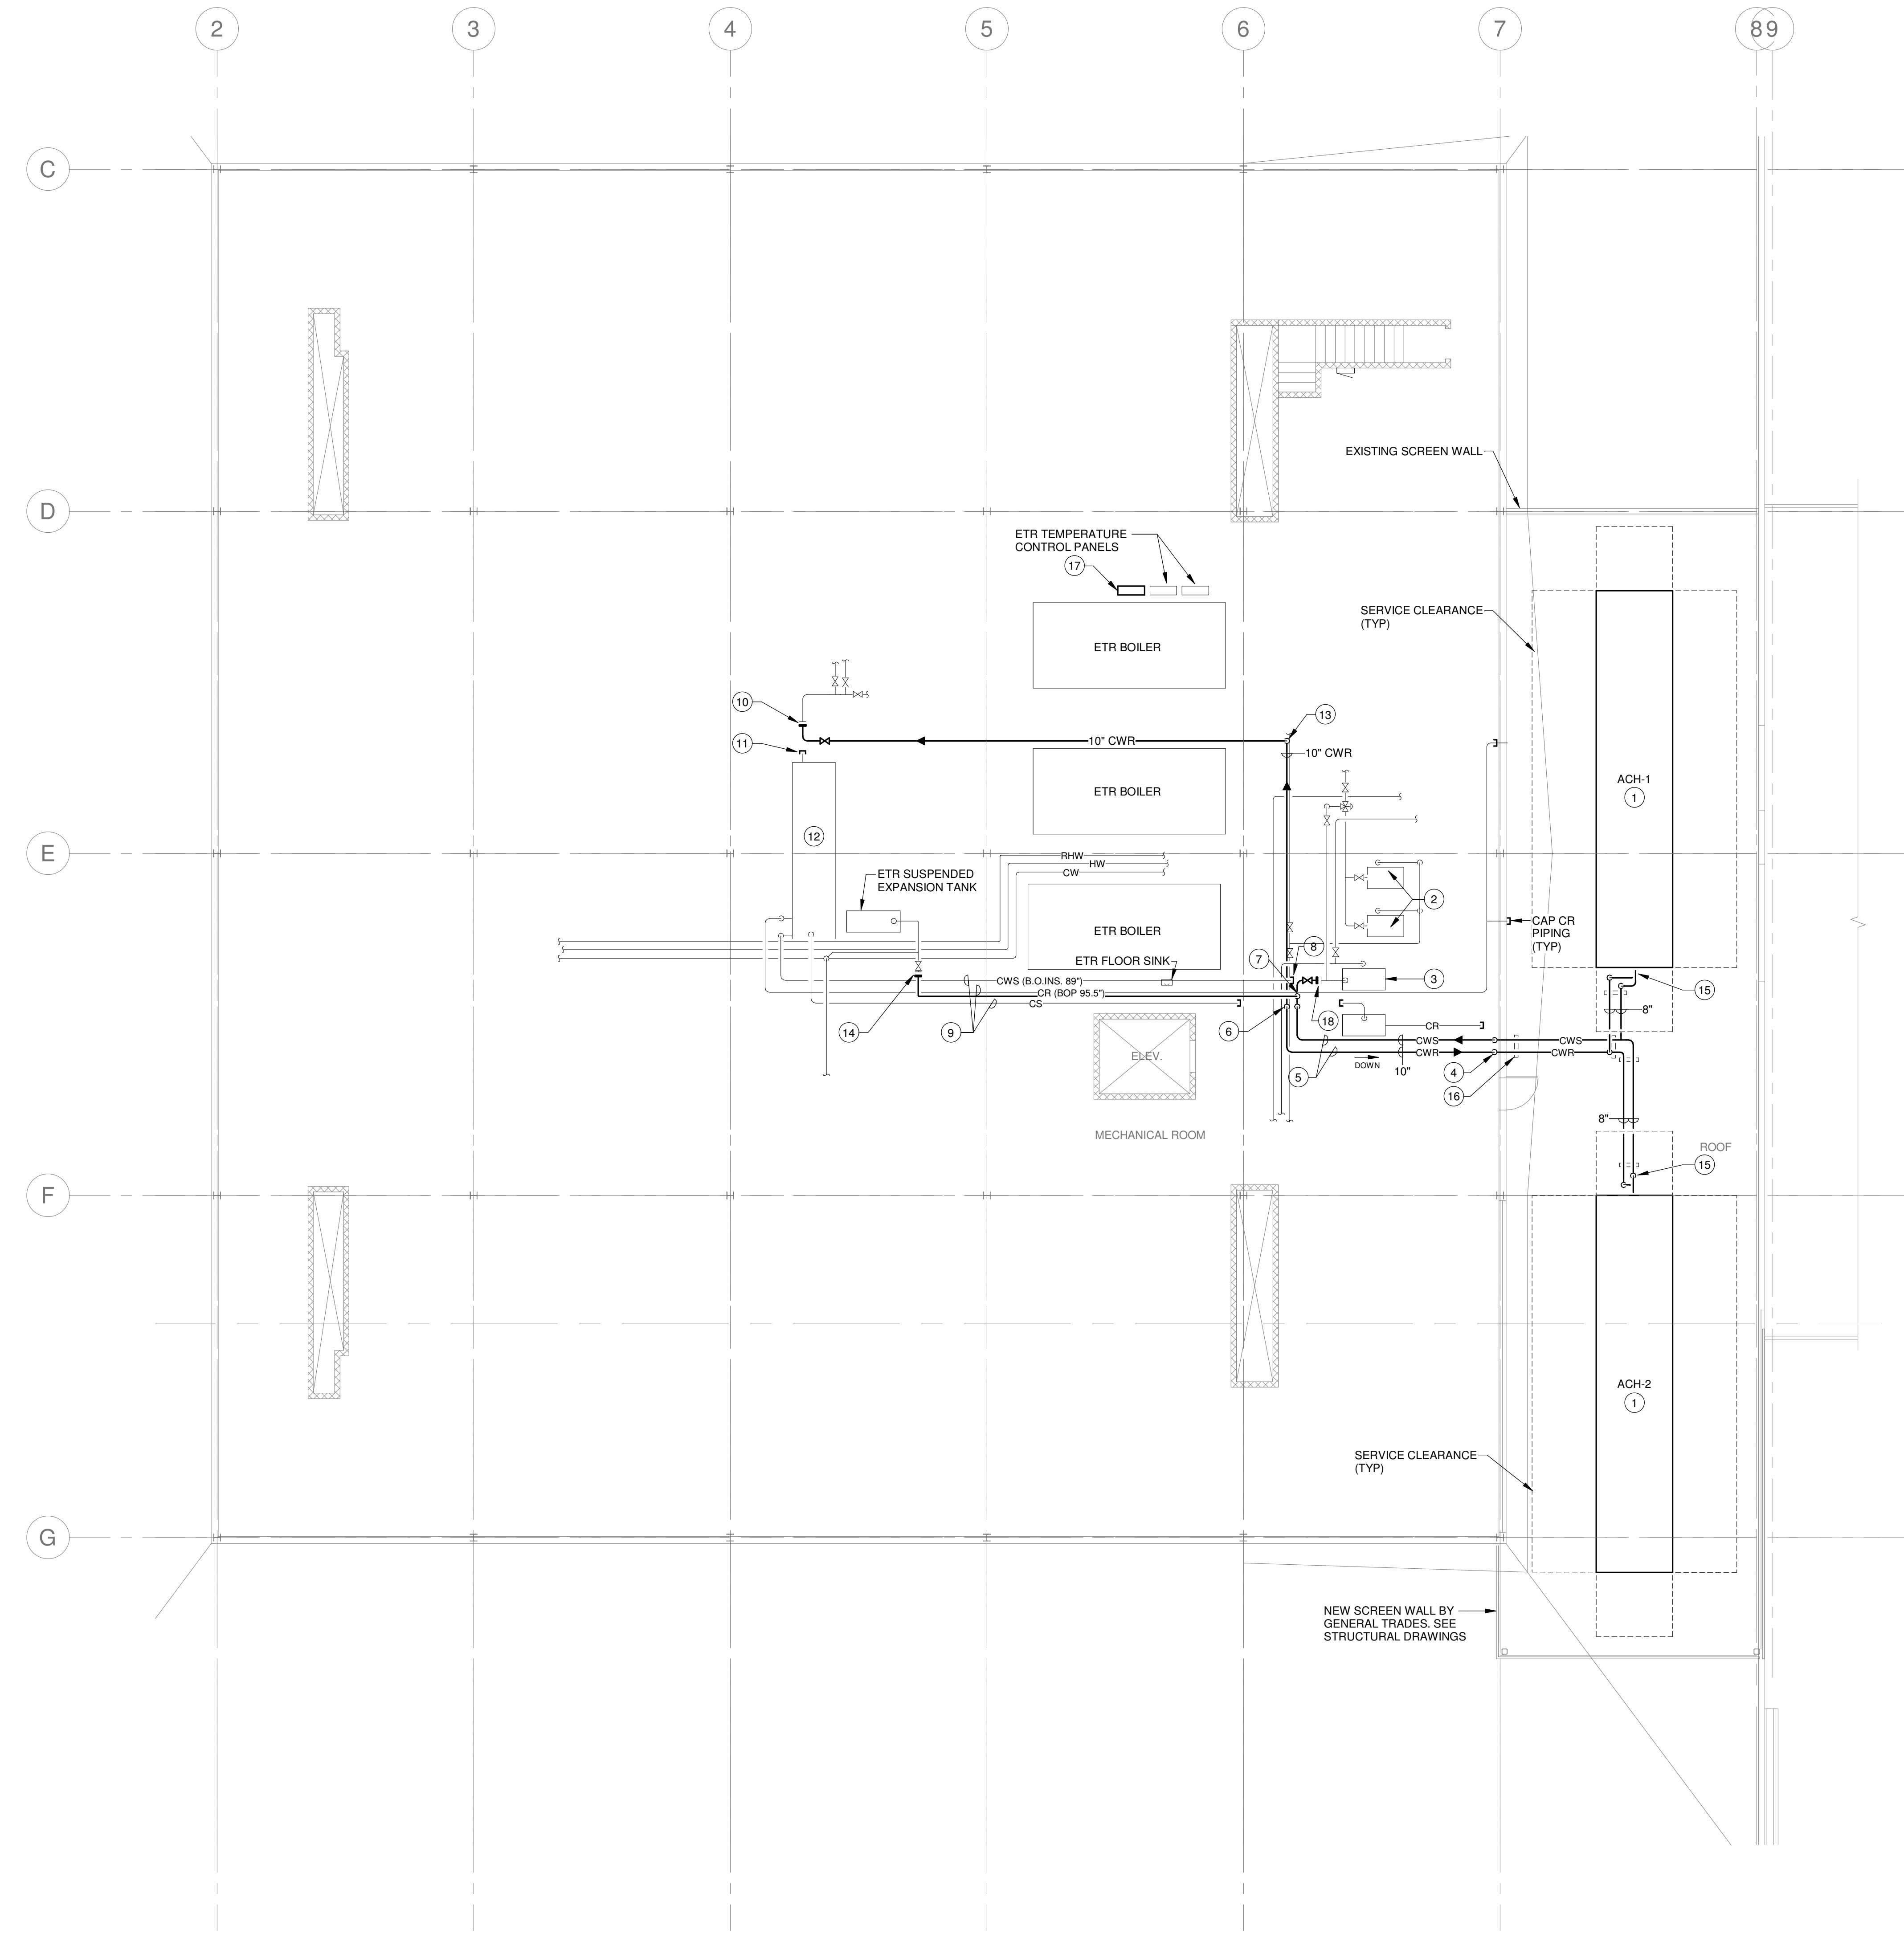 2
3
4
5
6
7
8
9
C
EXISTING SCREEN WALL
D
ETR TEMPERATURE
CONTROL PANELS
17
SERVICE CLEARANCE
(TYP)
ETR BOILER
10
13
11
10" CWR
10" CWR
ACH-1
1
ETR BOILER
12
E
RHW
HW
CW
ETR SUSPENDED
EXPANSION TANK
2
ETR BOILER
CAP CR
PIPING
(TYP)
8
7
ETR FLOOR SINK
3
CWS (B.O.INS. 89")
CR (BOP 95.5")
CS
15
14
9
6
18
8"
CR
CWS
CWS
CWR
CWR
ELEV.
DOWN
10"
4
5
16
8"
MECHANICAL ROOM
ROOF
15
F
ACH-2
1
SERVICE CLEARANCE
(TYP)
G
NEW SCREEN WALL BY
GENERAL TRADES. SEE
STRUCTURAL DRAWINGS